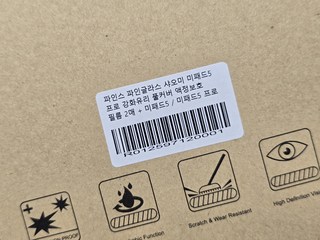 파인스 파인글라스 샤오미 미패드5
프로 강화유리 풀커버 액정보호
필름 2매 + 미패드5 / 미패드5 프로
R012597120001
Scratch & Wear Resistant
High Definition